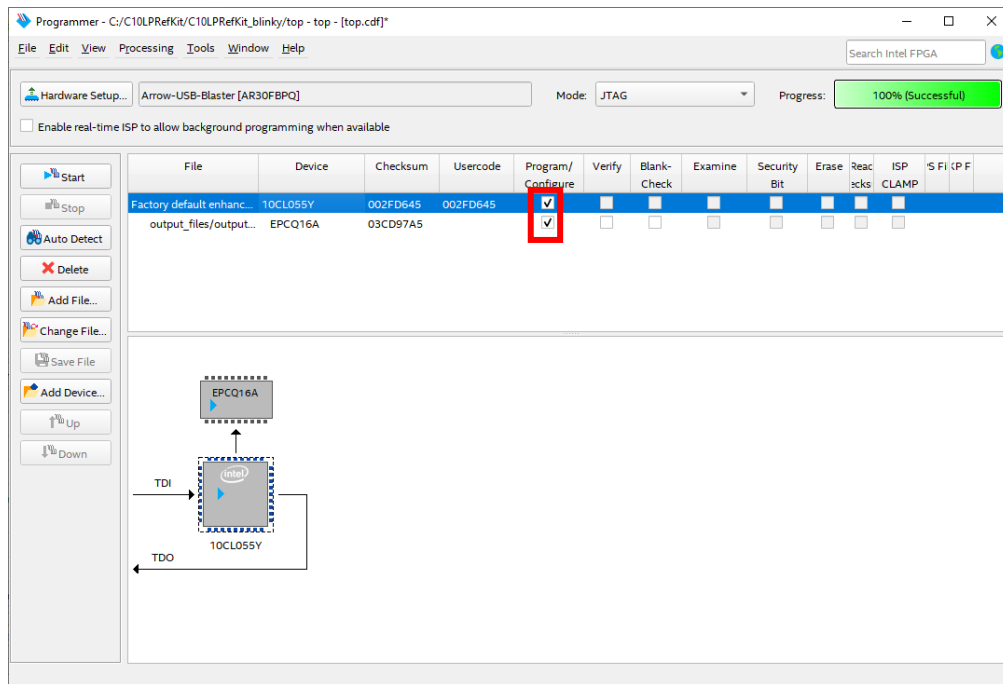 Programmer - C:/C10LPRefKit/C10LPRefKit_blinky/top - top - [top.cdf]*
File Edit View Processing Tools Window Help
Search Intel FPGA
Hardware Setup... Arrow-USB-Blaster [AR30FBPQ] Mode: JTAG Progress: 100% (Successful)
Enable real-time ISP to allow background programming when available
Start
Stop
Auto Detect
Delete
Add File...
Change File...
Save File
Add Device...
Up
Down
File Device Checksum Usercode Program/ Verify Blank- Examine Security Erase ISP
Configure Check Bit CLAMP
Factory default enhanc... 10CL055Y 002FD645 002FD645
output_files/output... EPCQ16A 03CD97A5
EPCQ16A
intel
TDI
10CL055Y
TDO